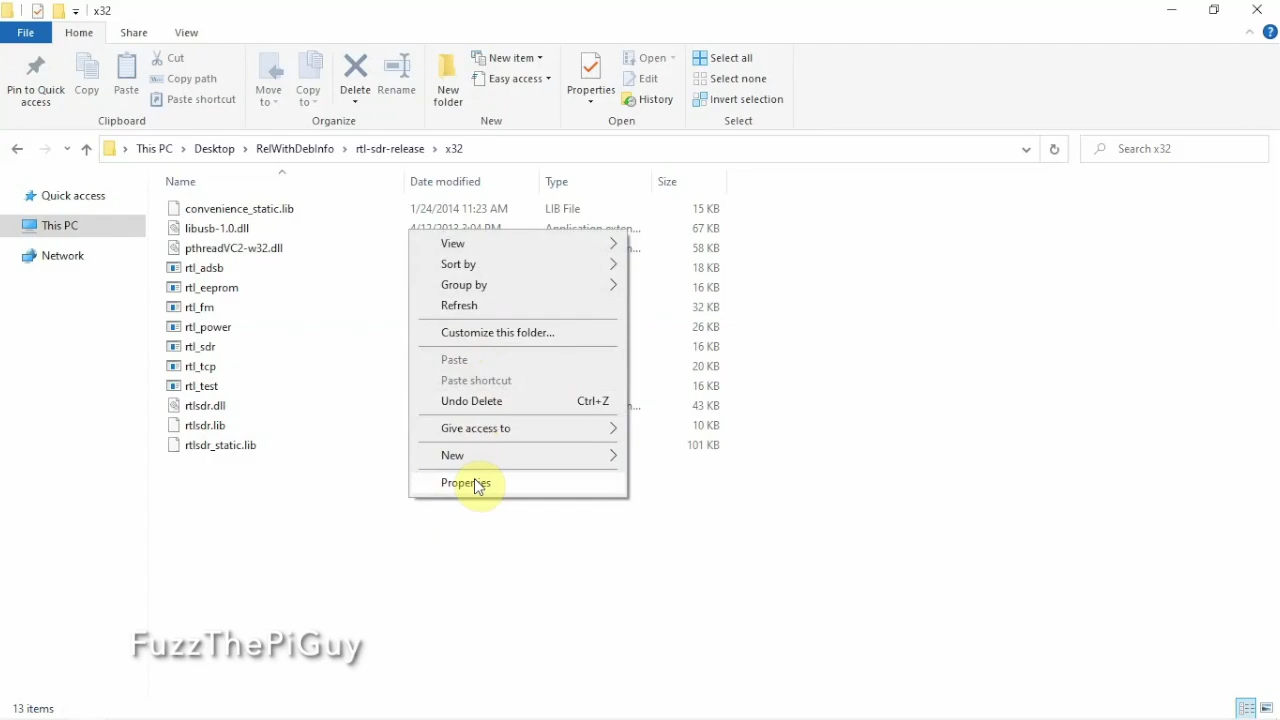 x32
File Home Share View
Pin to Quick access
Copy
Paste
Cut
Copy path
Paste shortcut
Clipboard
Move to
Copy to
Delete
Rename
Organize
New folder
New item
Easy access
New
Properties
Open
Edit
History
Open
Select all
Select none
Invert selection
Select
This PC Desktop RelWithDebInfo rtl-sdr-release x32
Search x32
Quick access
This PC
Network
Name Date modified Type Size
convenience_static.lib 1/24/2014 11:23 AM LIB File 15 KB
libusb-1.0.dll 4/12/2013 3:04 PM Application exten... 67 KB
pthreadVC2-w32.dll 58 KB
rtl_adsb 18 KB
rtl_eeprom 16 KB
rtl_fm 32 KB
rtl_power 26 KB
rtl_sdr 16 KB
rtl_tcp 20 KB
rtl_test 16 KB
rtlsdr.dll 43 KB
rtlsdr.lib 10 KB
rtlsdr_static.lib 101 KB
View
Sort by
Group by
Refresh
Customize this folder...
Paste
Paste shortcut
Undo Delete Ctrl+Z
Give access to
New
Properties
FuzzThePiGuy
13 items